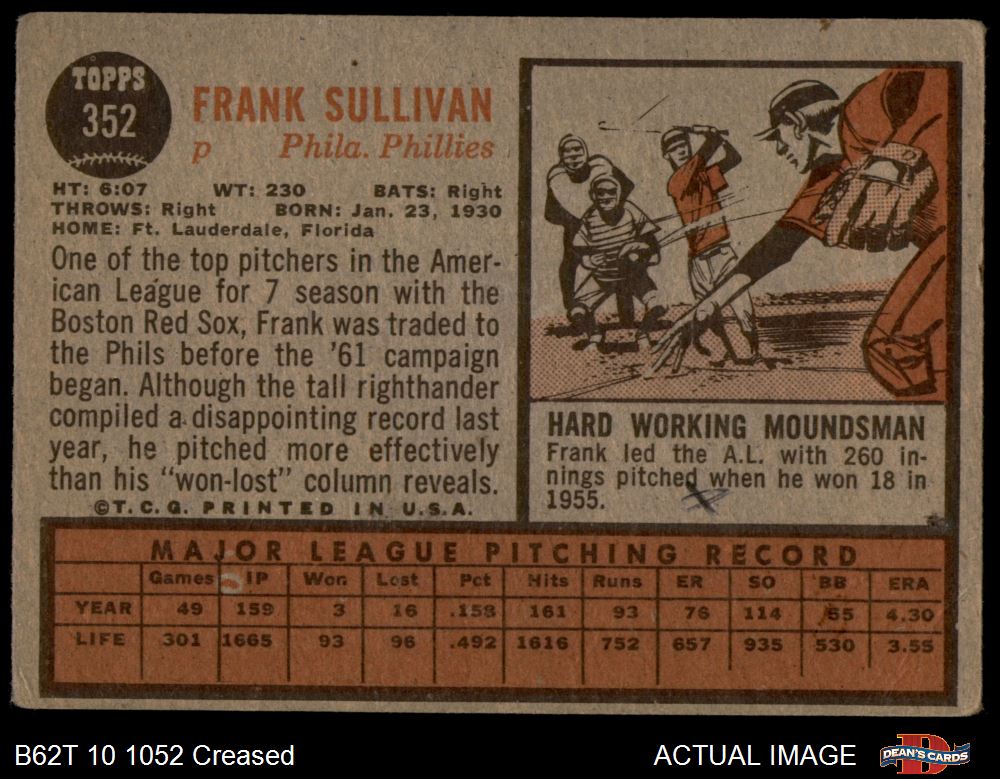 TOPPS
352
FRANK SULLIVAN
p Phila. Phillies
HT: 6:07 WT: 230 BATS: Right
THROWS: Right BORN: Jan. 23, 1930
HOME: Ft. Lauderdale, Florida
One of the top pitchers in the Amer-
ican League for 7 season with the
Boston Red Sox, Frank was traded to
the Phils before the '61 campaign
began. Although the tall righthander
compiled a disappointing record last
year, he pitched more effectively
than his "won-lost" column reveals.
©T.C.G. PRINTED IN U.S.A.
HARD WORKING MOUNDSMAN
Frank led the A.L. with 260 in-
nings pitched when he won 18 in
1955.
MAJOR LEAGUE PITCHING RECORD
Games IP Won Lost Pct Hits Runs ER SO BB ERA
YEAR 49 159 3 16 .158 161 93 76 114 55 4.30
LIFE 301 1665 93 96 .492 1616 752 657 935 530 3.55
B62T 10 1052 Creased
ACTUAL IMAGE
DEAN'S CARDS